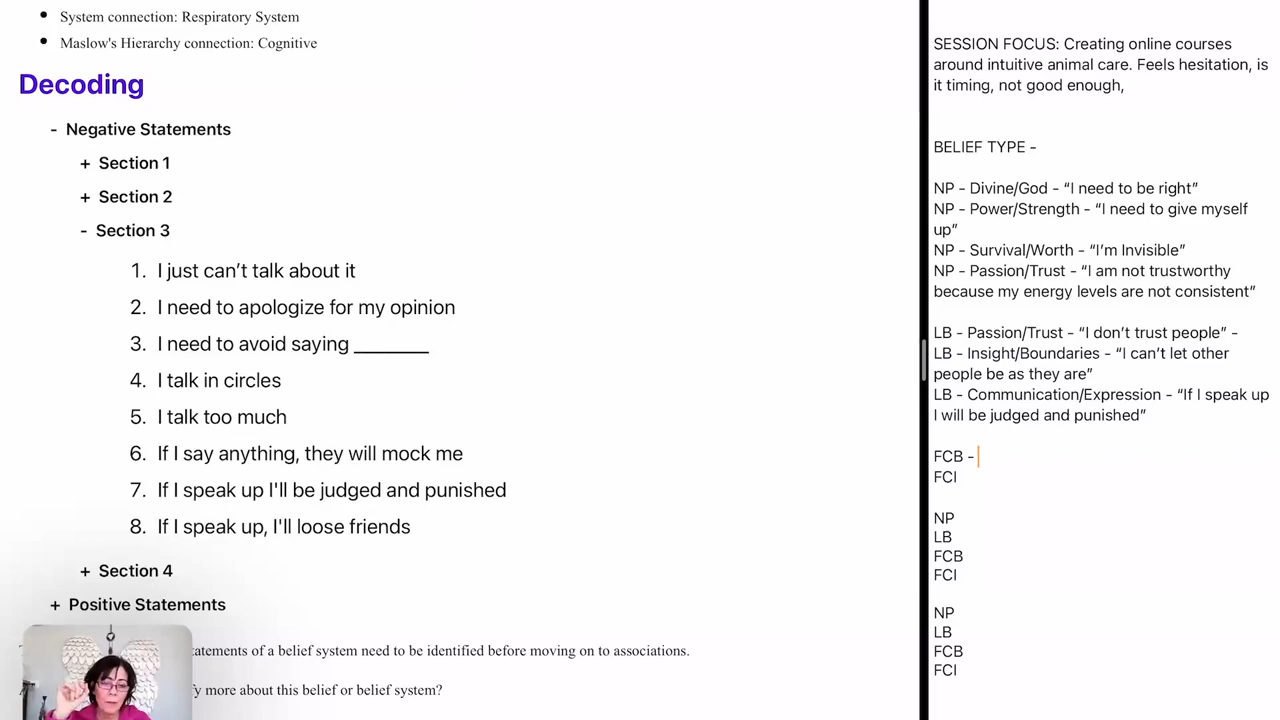 System connection: Respiratory System
Maslow's Hierarchy connection: Cognitive
Decoding
- Negative Statements
+ Section 1
+ Section 2
- Section 3
1. I just can’t talk about it
2. I need to apologize for my opinion
3. I need to avoid saying ________
4. I talk in circles
5. I talk too much
6. If I say anything, they will mock me
7. If I speak up I'll be judged and punished
8. If I speak up, I'll loose friends
+ Section 4
+ Positive Statements
tatements of a belief system need to be identified before moving on to associations.
fy more about this belief or belief system?
SESSION FOCUS: Creating online courses
around intuitive animal care. Feels hesitation, is
it timing, not good enough,
BELIEF TYPE -
NP - Divine/God - “I need to be right”
NP - Power/Strength - “I need to give myself
up”
NP - Survival/Worth - “I’m Invisible”
NP - Passion/Trust - “I am not trustworthy
because my energy levels are not consistent”
LB - Passion/Trust - “I don’t trust people” -
LB - Insight/Boundaries - “I can’t let other
people be as they are”
LB - Communication/Expression - “If I speak up
I will be judged and punished”
FCB -
FCI
NP
LB
FCB
FCI
NP
LB
FCB
FCI